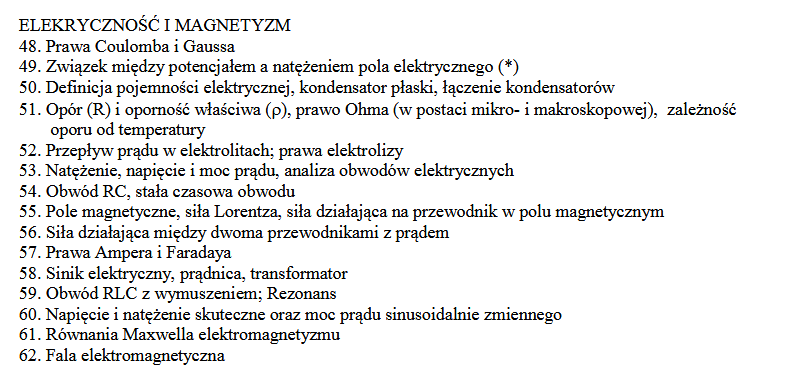 ELEKRYCZNOŚĆ I MAGNETYZM
48. Prawa Coulomba i Gaussa
49. Związek między potencjałem a natężeniem pola elektrycznego (*)
50. Definicja pojemności elektrycznej, kondensator płaski, łączenie kondensatorów
51. Opór (R) i oporność właściwa (ρ), prawo Ohma (w postaci mikro- i makroskopowej),  zależność
oporu od temperatury
52. Przepływ prądu w elektrolitach; prawa elektrolizy
53. Natężenie, napięcie i moc prądu, analiza obwodów elektrycznych
54. Obwód RC, stała czasowa obwodu
55. Pole magnetyczne, siła Lorentza, siła działająca na przewodnik w polu magnetycznym
56. Siła działająca między dwoma przewodnikami z prądem
57. Prawa Ampera i Faradaya
58. Sinik elektryczny, prądnica, transformator
59. Obwód RLC z wymuszeniem; Rezonans
60. Napięcie i natężenie skuteczne oraz moc prądu sinusoidalnie zmiennego
61. Równania Maxwella elektromagnetyzmu
62. Fala elektromagnetyczna